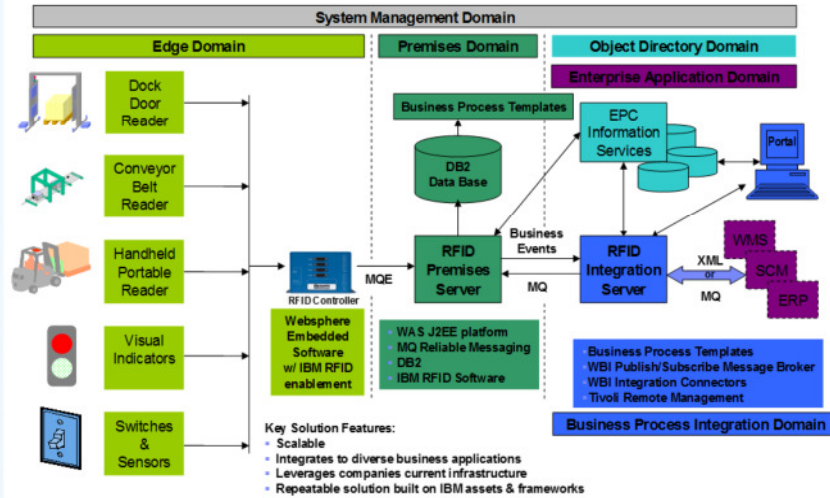 System Management Domain
Edge Domain
Premises Domain
Object Directory Domain
Enterprise Application Domain
Dock
Door
Reader
Conveyor
Belt
Reader
Handheld
Portable
Reader
Visual
Indicators
Switches
&
Sensors
RFID Controller
Websphere
Embedded
Software
w/ IBM RFID
enablement
MQE
Business Process Templates
DB2
Data Base
RFID
Premises
Server
WAS J2EE platform
MQ Reliable Messaging
DB2
IBM RFID Software
Business
Events
MQ
EPC
Information
Services
Portal
RFID
Integration
Server
XML
or
MQ
WMS
SCM
ERP
Business Process Templates
WBI Publish/Subscribe Message Broker
WBI Integration Connectors
Tivoli Remote Management
Business Process Integration Domain
Key Solution Features:
Scalable
Integrates to diverse business applications
Leverages companies current infrastructure
Repeatable solution built on IBM assets & frameworks